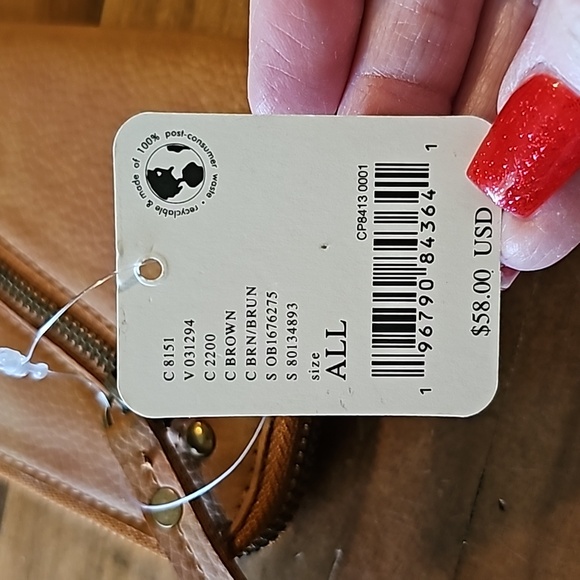 recyclable & made of 100% post-consumer waste •
C 8151
V 031294
C 2200
C BROWN
C BRN/BRUN
S OB1676275
S 80134893
size
ALL
CP8413 0001
1 96790 84364 1
$58.00 USD